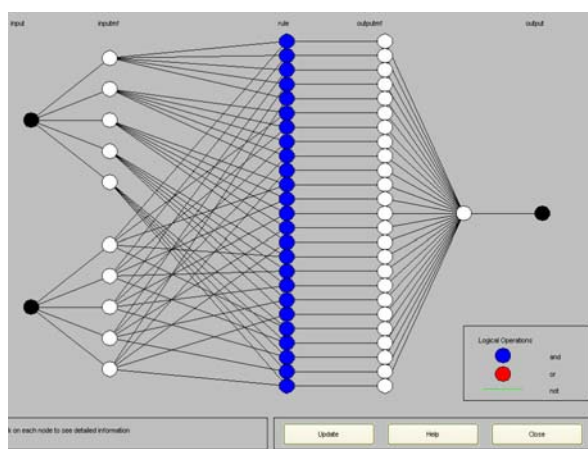 input inputmf rule outputmf output
Logical Operations
and
or
not
k on each node to see detailed information
Update Help Close